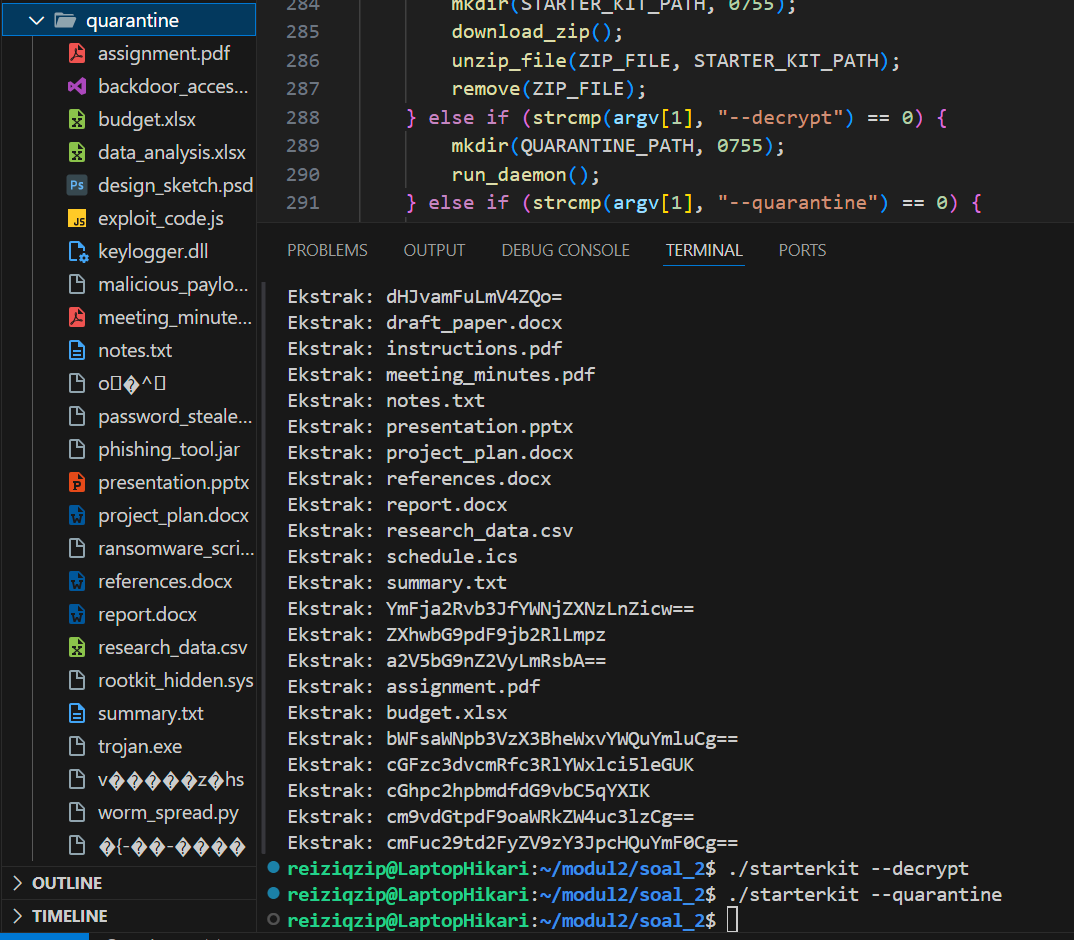 quarantine
assignment.pdf
backdoor_acces...
budget.xlsx
data_analysis.xlsx
design_sketch.psd
exploit_code.js
keylogger.dll
malicious_paylo...
meeting_minute...
notes.txt
o▯�^▯
password_steale...
phishing_tool.jar
presentation.pptx
project_plan.docx
ransomware_scri...
references.docx
report.docx
research_data.csv
rootkit_hidden.sys
summary.txt
trojan.exe
v�����z�hs
worm_spread.py
�{-��-����
OUTLINE
TIMELINE
284 mkdir(STARTER_KIT_PATH, 0755);
285 download_zip();
286 unzip_file(ZIP_FILE, STARTER_KIT_PATH);
287 remove(ZIP_FILE);
288 } else if (strcmp(argv[1], "--decrypt") == 0) {
289 mkdir(QUARANTINE_PATH, 0755);
290 run_daemon();
291 } else if (strcmp(argv[1], "--quarantine") == 0) {
PROBLEMS OUTPUT DEBUG CONSOLE TERMINAL PORTS
Ekstrak: dHJvamFuLmV4ZQo=
Ekstrak: draft_paper.docx
Ekstrak: instructions.pdf
Ekstrak: meeting_minutes.pdf
Ekstrak: notes.txt
Ekstrak: presentation.pptx
Ekstrak: project_plan.docx
Ekstrak: references.docx
Ekstrak: report.docx
Ekstrak: research_data.csv
Ekstrak: schedule.ics
Ekstrak: summary.txt
Ekstrak: YmFja2Rvb3JfYWNjZXNzLnZicw==
Ekstrak: ZXhwbG9pdF9jb2RlLmpz
Ekstrak: a2V5bG9nZ2VyLmRsbA==
Ekstrak: assignment.pdf
Ekstrak: budget.xlsx
Ekstrak: bWFsaWNpb3VzX3BheWxvYWQuYmluCg==
Ekstrak: cGFzc3dvcmRfc3RlYWxlci5leGUK
Ekstrak: cGhpc2hpbmdfdG9vbC5qYXIK
Ekstrak: cm9vdGtpdF9oaWRkZW4uc3lzCg==
Ekstrak: cmFuc29td2FyZV9zY3JpcHQuYmF0Cg==
reiziqzip@LaptopHikari:~/modul2/soal_2$ ./starterkit --decrypt
reiziqzip@LaptopHikari:~/modul2/soal_2$ ./starterkit --quarantine
reiziqzip@LaptopHikari:~/modul2/soal_2$